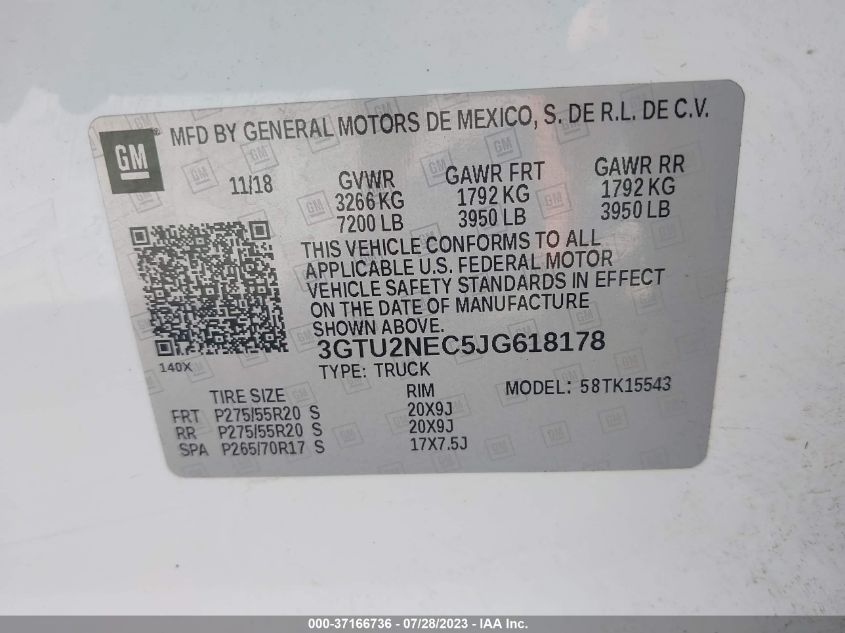 GM ® MFD BY GENERAL MOTORS DE MEXICO, S. DE R.L. DE C.V.
11/18 GVWR GAWR FRT GAWR RR
3266 KG 1792 KG 1792 KG
7200 LB 3950 LB 3950 LB
THIS VEHICLE CONFORMS TO ALL
APPLICABLE U.S. FEDERAL MOTOR
VEHICLE SAFETY STANDARDS IN EFFECT
ON THE DATE OF MANUFACTURE
SHOWN ABOVE.
140X
3GTU2NEC5JG618178
TYPE: TRUCK
TIRE SIZE RIM MODEL: 58TK15543
FRT P275/55R20 S 20X9J
RR P275/55R20 S 20X9J
SPA P265/70R17 S 17X7.5J
000-37166736 - 07/28/2023 - IAA Inc.